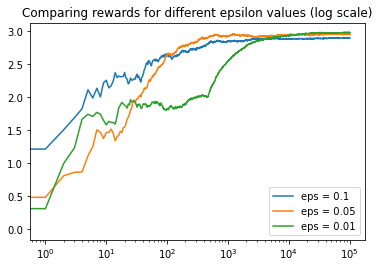 Comparing rewards for different epsilon values (log scale)
3.0
2.5
2.0
1.5
1.0
0.5
0.0
eps = 0.1
eps = 0.05
eps = 0.01
10⁰ 10¹ 10² 10³ 10⁴ 10⁵